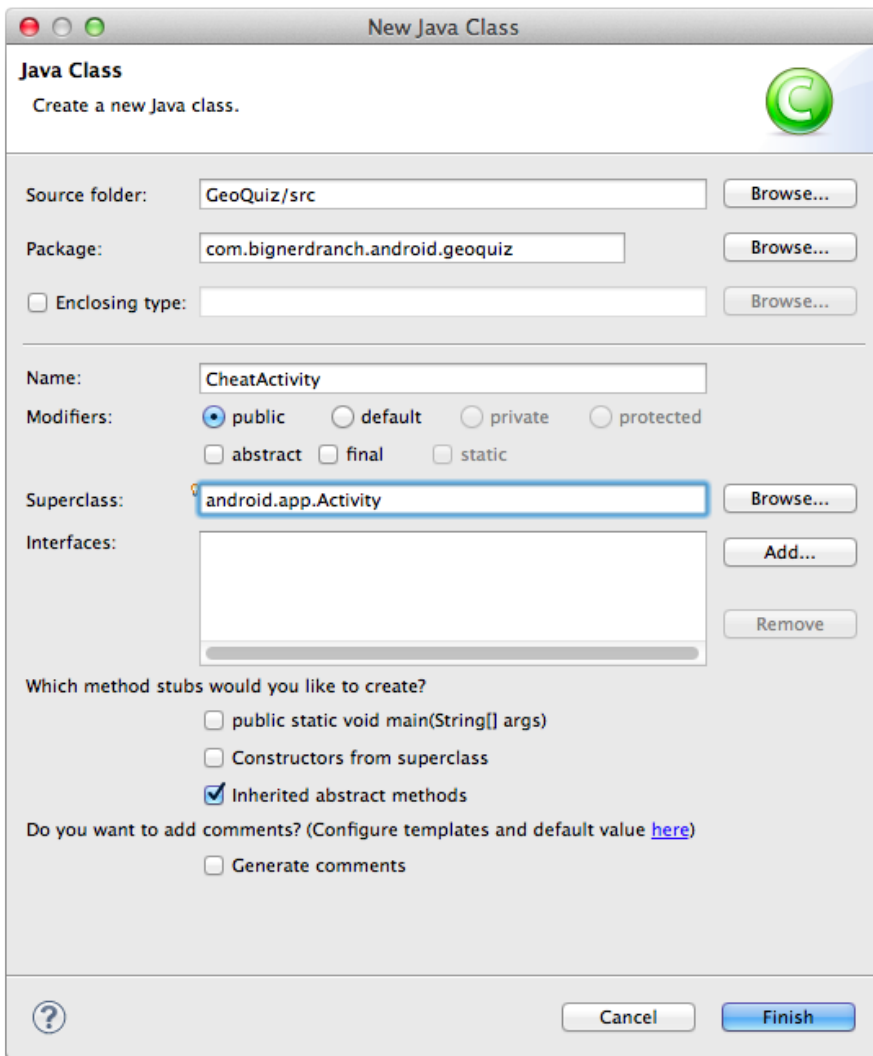 New Java Class
Java Class
Create a new Java class.
C
Source folder: GeoQuiz/src Browse...
Package: com.bignerdranch.android.geoquiz Browse...
Enclosing type: Browse...
Name: CheatActivity
Modifiers: public default private protected
abstract final static
Superclass: android.app.Activity Browse...
Interfaces: Add...
Remove
Which method stubs would you like to create?
public static void main(String[] args)
Constructors from superclass
Inherited abstract methods
Do you want to add comments? (Configure templates and default value here)
Generate comments
? Cancel Finish